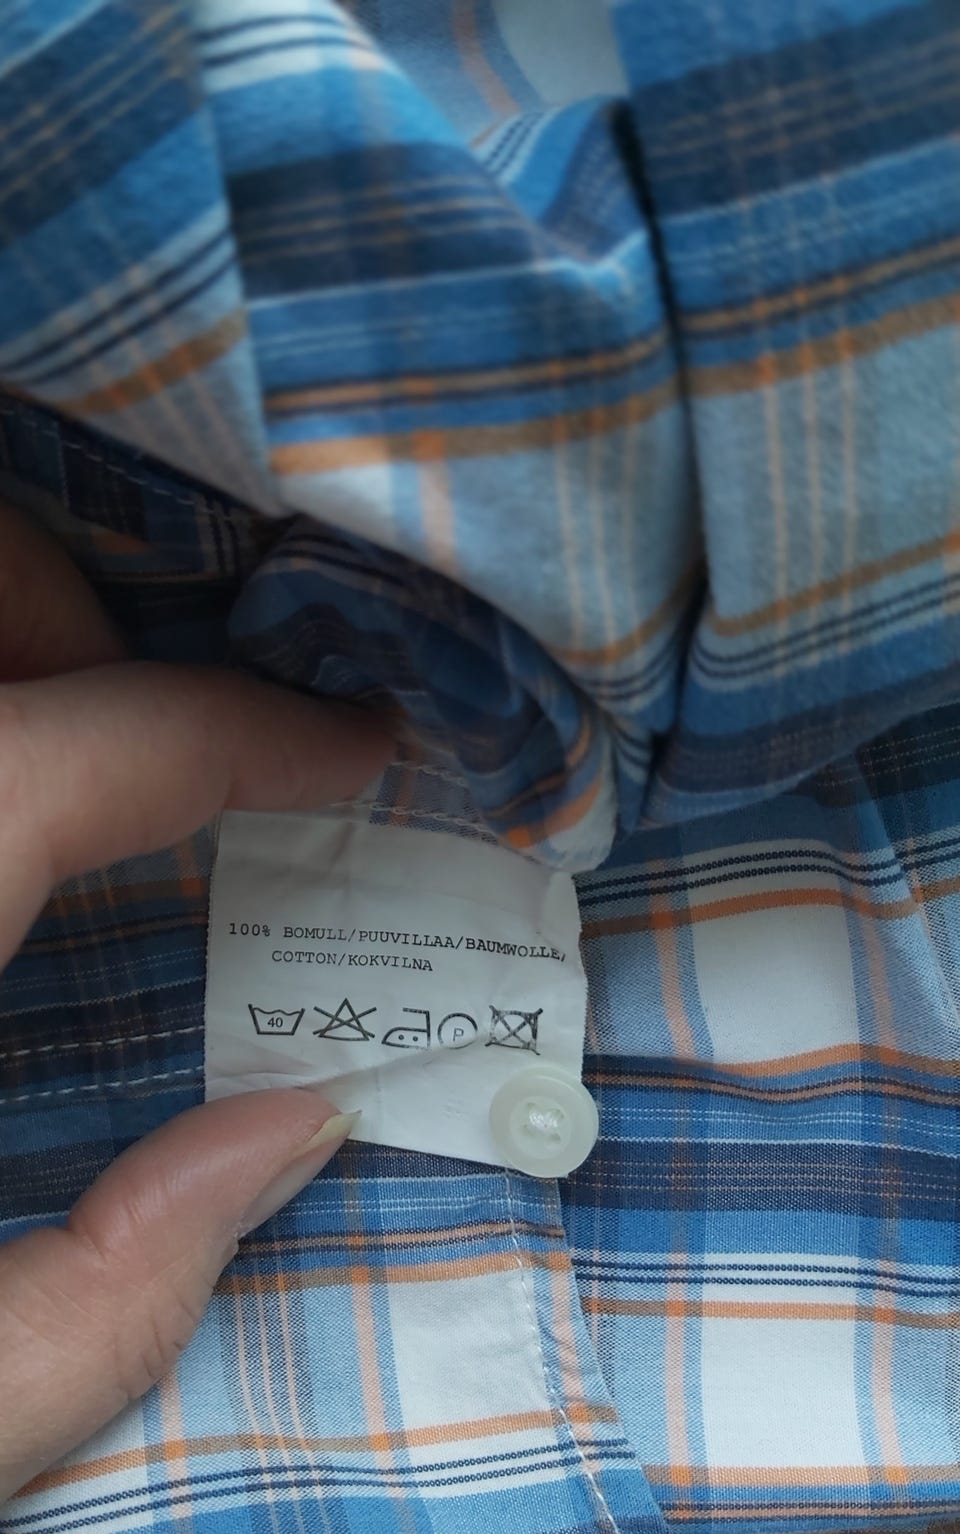 100% BOMULL/PUUVILLAA/BAUMWOLLE/
COTTON/KOKVILNA
40
P